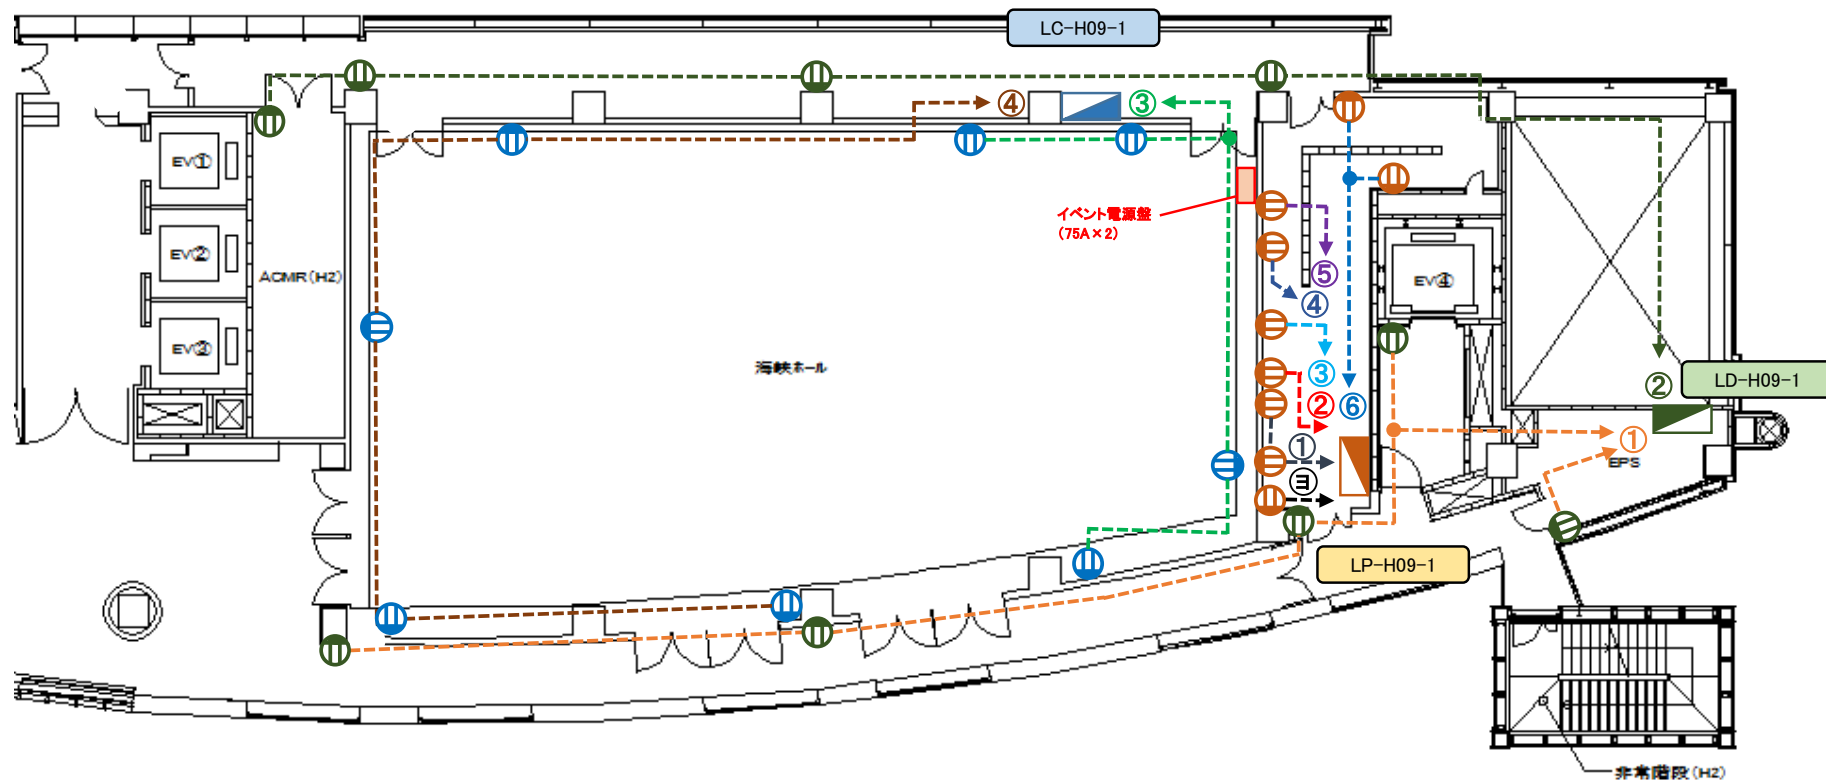 LC-H09-1
④
③
EV①
イベント電源盤
(75A×2)
EV②
ACMR(H2)
⑤
EV④
④
EV③
海峡ホール
③
②
LD-H09-1
②
⑥
①
①
EPS
ヨ
LP-H09-1
非常階段(H2)